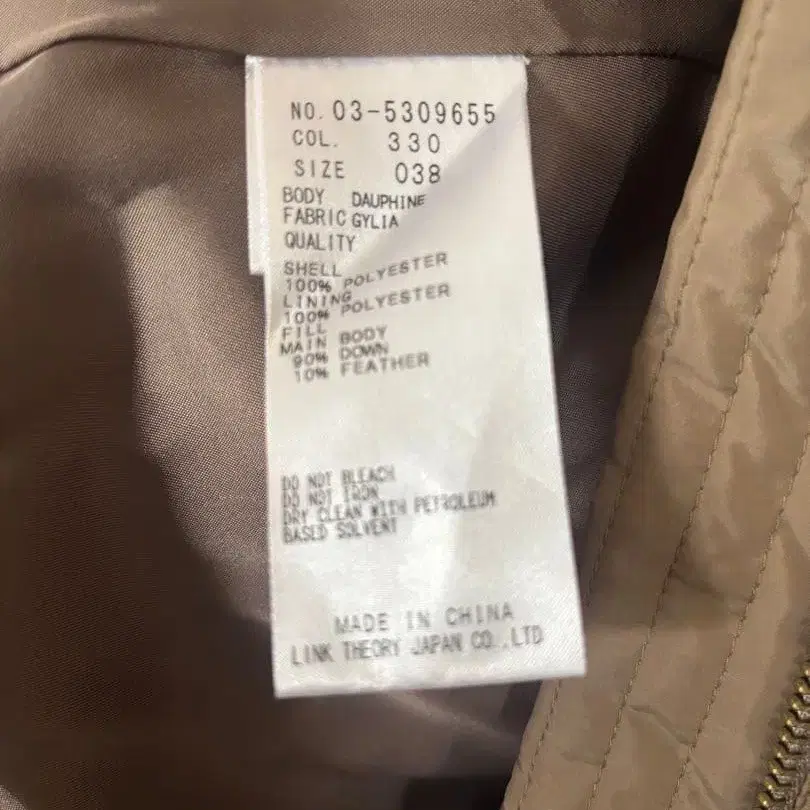 NO. 03-5309655
COL. 330
SIZE 038
BODY DAUPHINE
FABRIC GYLIA
QUALITY
SHELL
100% POLYESTER
LINING
100% POLYESTER
FILL
MAIN BODY
90% DOWN
10% FEATHER
DO NOT BLEACH
DO NOT IRON
DRY CLEAN WITH PETROLEUM
BASED SOLVENT
MADE IN CHINA
LINK THEORY JAPAN CO.,LTD